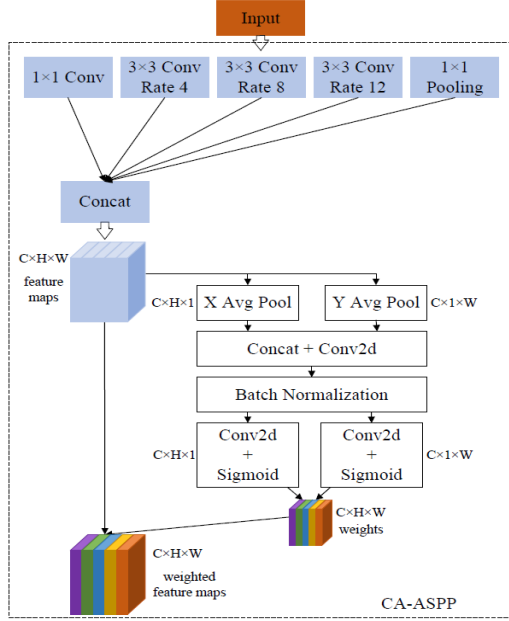 Input
1×1 Conv
3×3 Conv
Rate 4
3×3 Conv
Rate 8
3×3 Conv
Rate 12
1×1
Pooling
Concat
C×H×W
feature
maps
C×H×1
X Avg Pool
Y Avg Pool
C×1×W
Concat + Conv2d
Batch Normalization
C×H×1
Conv2d
+
Sigmoid
Conv2d
+
Sigmoid
C×1×W
C×H×W
weights
C×H×W
weighted
feature maps
CA-ASPP